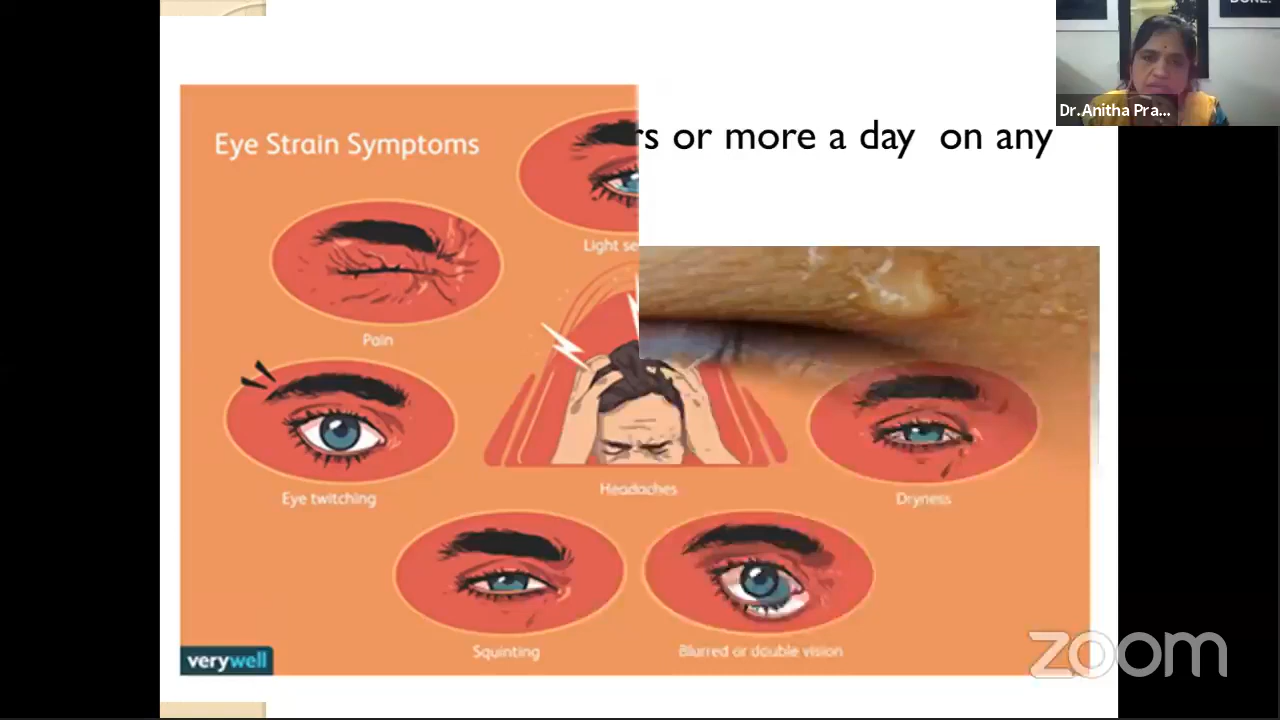 DONE.
Dr.Anitha Pra...
rs or more a day on any
Eye Strain Symptoms
Light se
Pain
Eye twitching
Headaches
Dryness
Squinting
Blurred or double vision
verywell
zoom